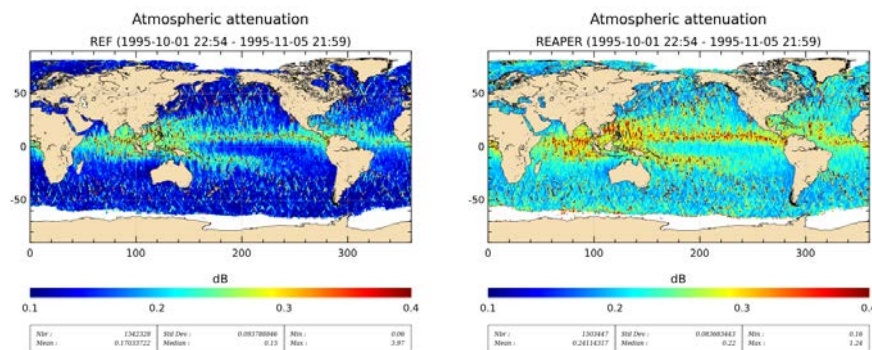 Atmospheric attenuation
REF (1995-10-01 22:54 - 1995-11-05 21:59)
50
0
-50
0 100 200 300
dB
0.1 0.2 0.3 0.4
Nbr : 1342328 Std Dev : 0.093786046 Min : 0.06
Mean : 0.17033722 Median : 0.15 Max : 3.97
Atmospheric attenuation
REAPER (1995-10-01 22:54 - 1995-11-05 21:59)
50
0
-50
0 100 200 300
dB
0.1 0.2 0.3
Nbr : 1303447 Std Dev : 0.083683443 Min : 0.16
Mean : 0.24114317 Median : 0.22 Max : 1.24